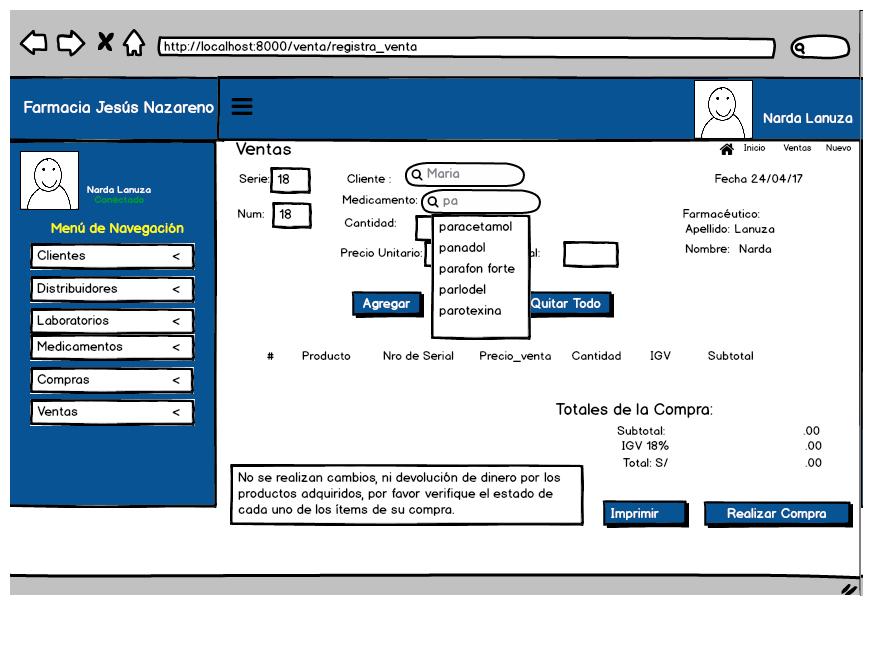 http://localhost:8000/venta/registra_venta
Farmacia Jesús Nazareno
Narda Lanuza
Narda Lanuza
Conectado
Menú de Navegación
Clientes <
Distribuidores <
Laboratorios <
Medicamentos <
Compras <
Ventas <
Ventas
Inicio Ventas Nuevo
Serie: 18 Cliente : Maria Fecha 24/04/17
Medicamento: pa
Num: 18 Cantidad: Farmacéutico:
Apellido: Lanuza
Precio Unitario: al: Nombre: Narda
paracetamol
panadol
parafon forte
parlodel
parotexina
Agregar Quitar Todo
# Producto Nro de Serial Precio_venta Cantidad IGV Subtotal
Totales de la Compra:
Subtotal: .00
IGV 18% .00
Total: S/ .00
No se realizan cambios, ni devolución de dinero por los
productos adquiridos, por favor verifique el estado de
cada uno de los ítems de su compra.
Imprimir Realizar Compra